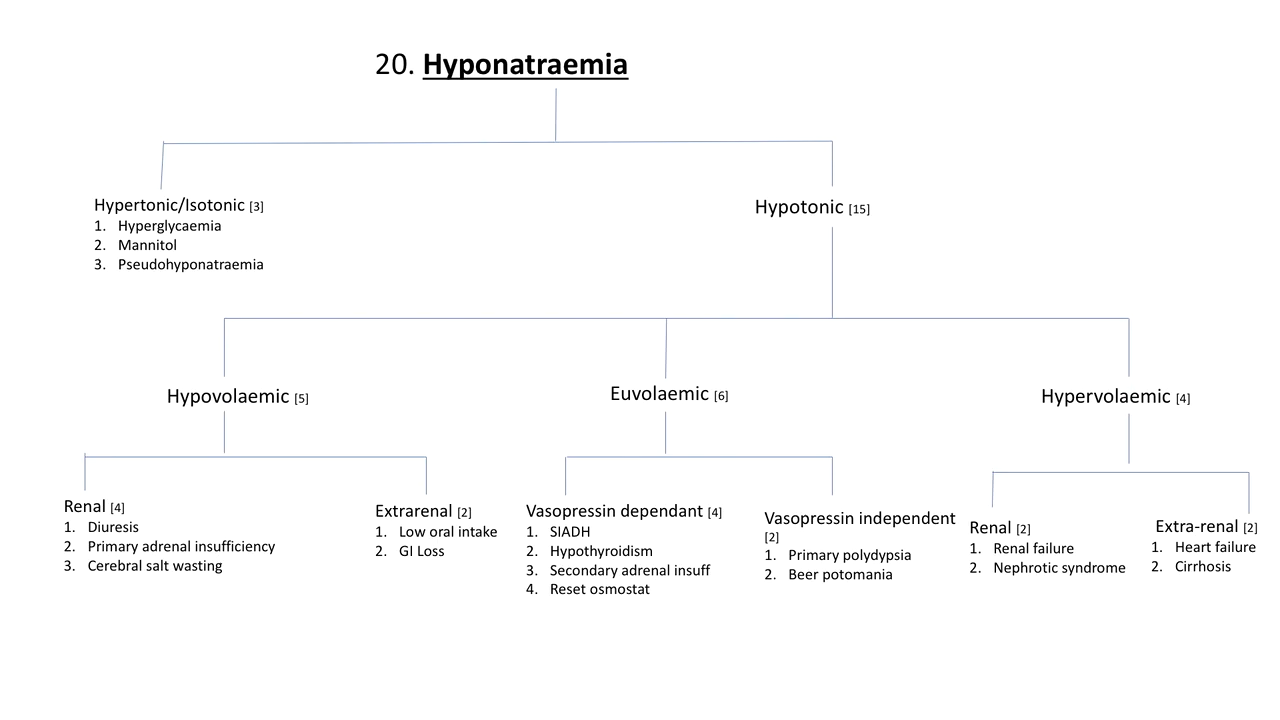 20. Hyponatraemia
Hypertonic/Isotonic [3]
1. Hyperglycaemia
2. Mannitol
3. Pseudohyponatraemia
Hypotonic [15]
Hypovolaemic [5]
Euvolaemic [6]
Hypervolaemic [4]
Renal [4]
1. Diuresis
2. Primary adrenal insufficiency
3. Cerebral salt wasting
Extrarenal [2]
1. Low oral intake
2. GI Loss
Vasopressin dependant [4]
1. SIADH
2. Hypothyroidism
3. Secondary adrenal insuff
4. Reset osmostat
Vasopressin independent
[2]
1. Primary polydypsia
2. Beer potomania
Renal [2]
1. Renal failure
2. Nephrotic syndrome
Extra-renal [2]
1. Heart failure
2. Cirrhosis